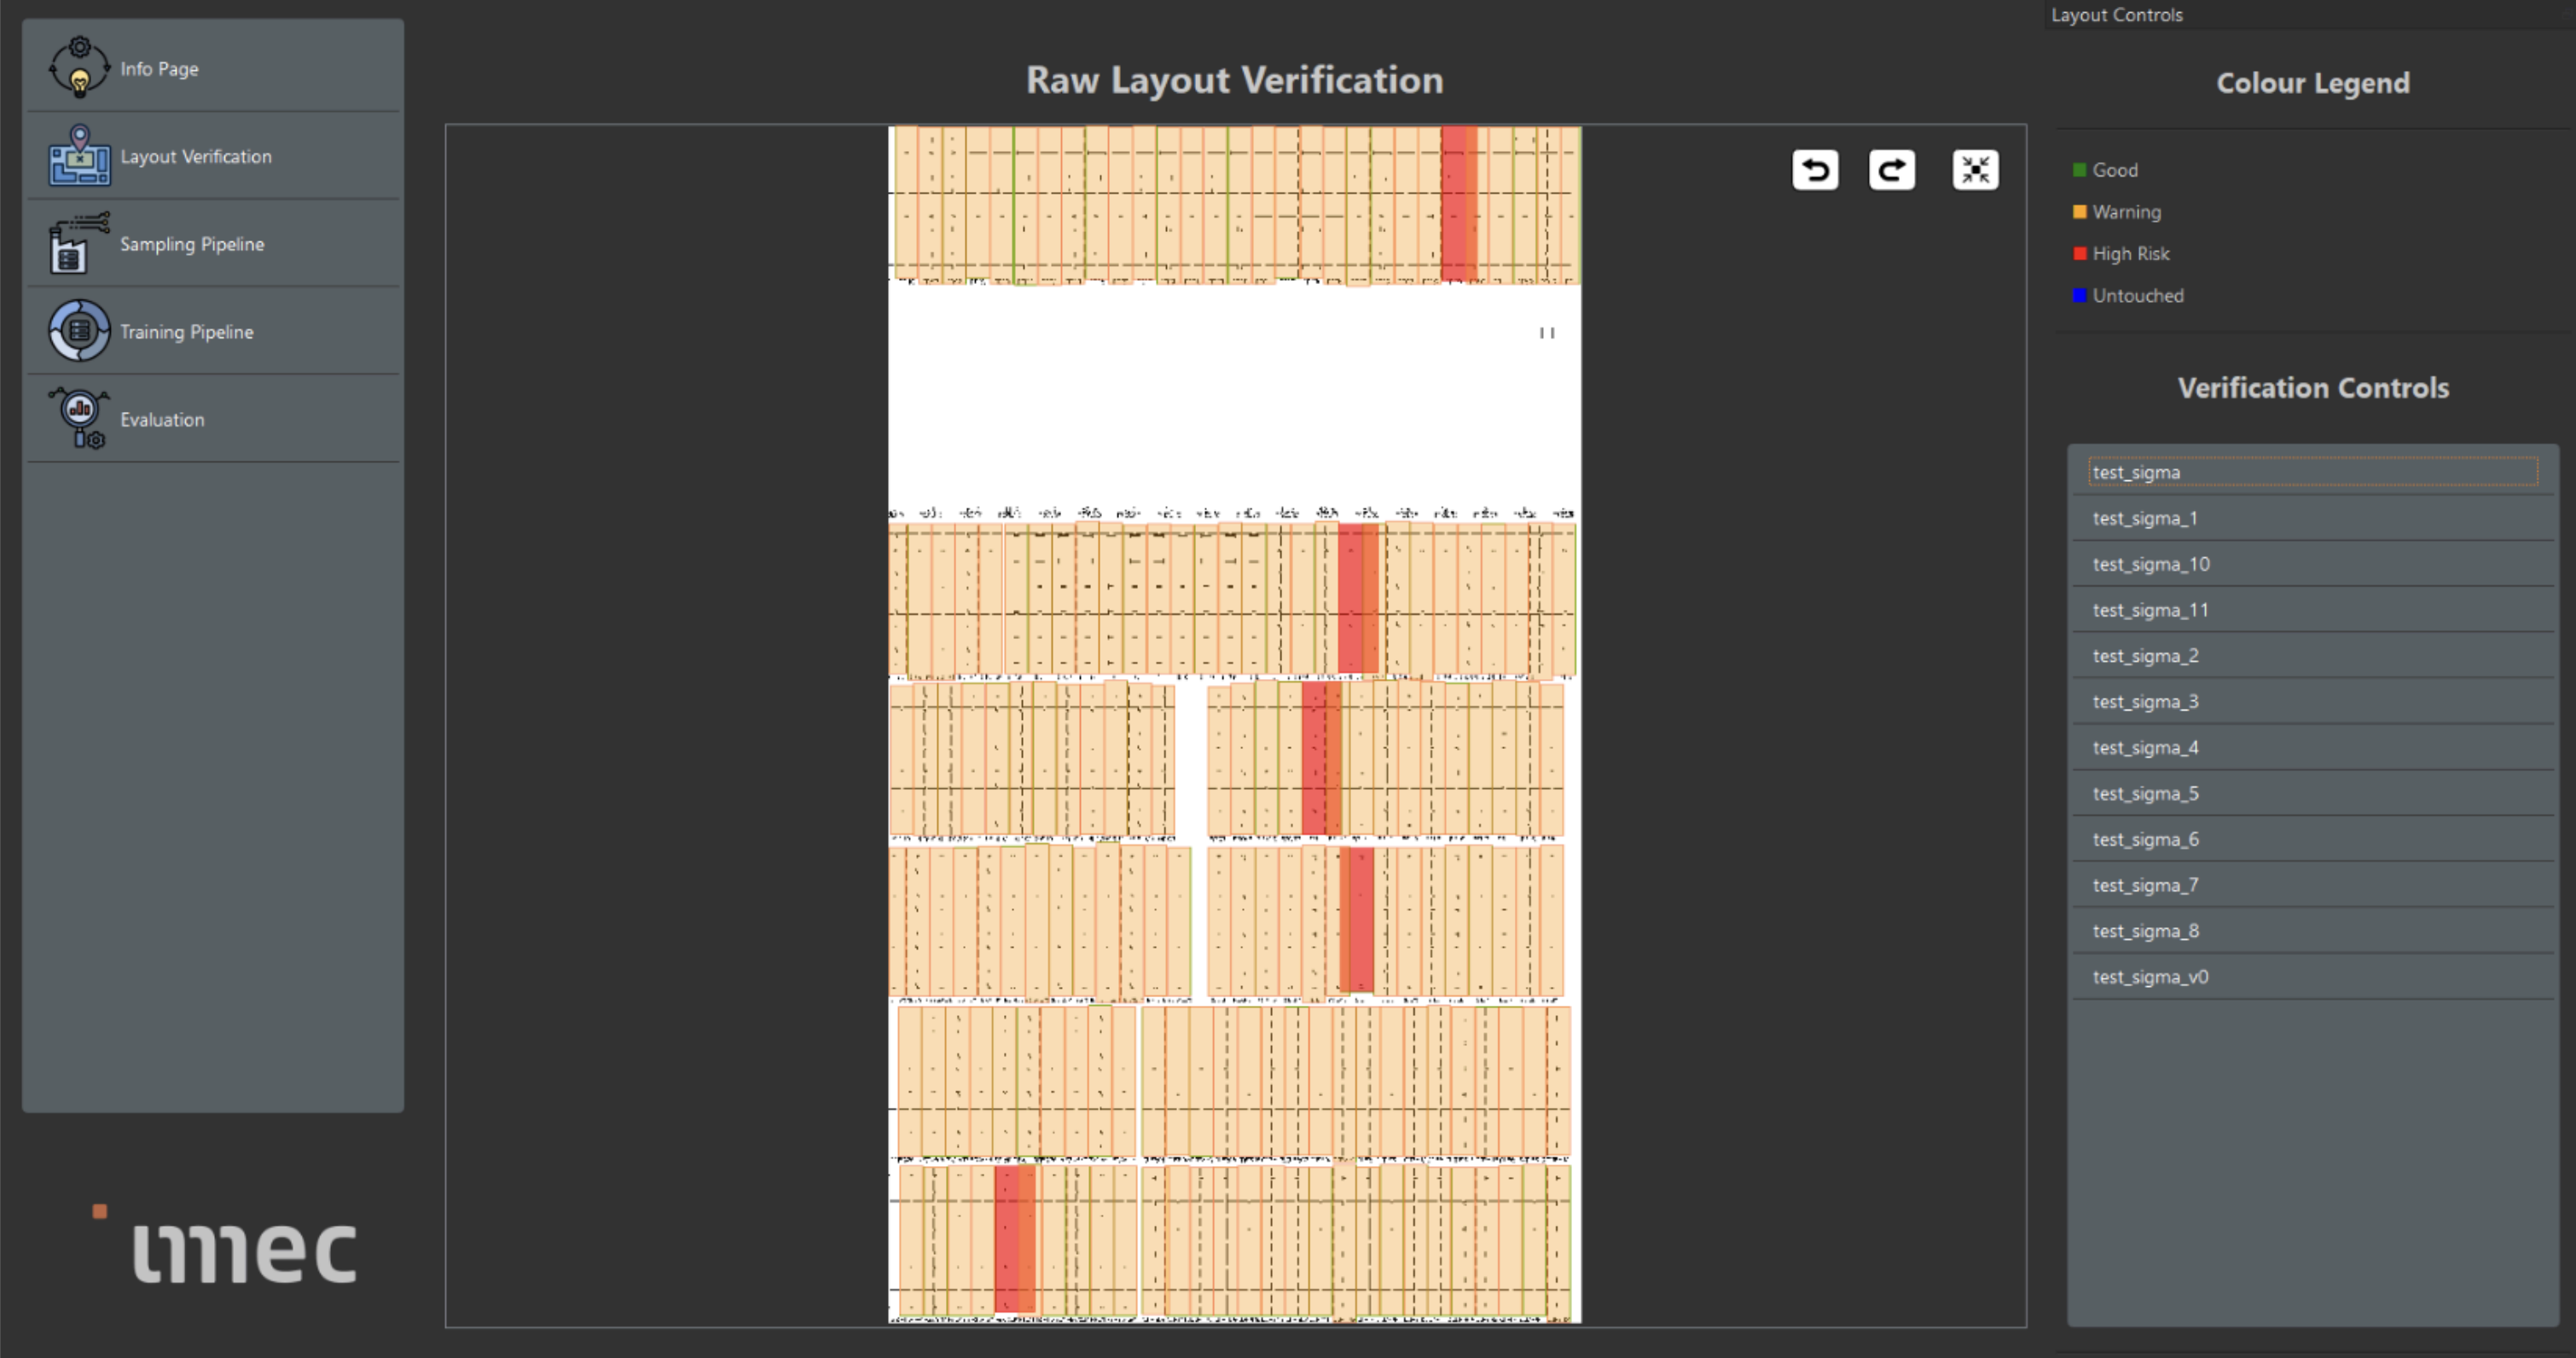 Info Page
Layout Verification
Sampling Pipeline
Training Pipeline
Evaluation
imec
Raw Layout Verification
Layout Controls
Colour Legend
Good
Warning
High Risk
Untouched
Verification Controls
test_sigma
test_sigma_1
test_sigma_10
test_sigma_11
test_sigma_2
test_sigma_3
test_sigma_4
test_sigma_5
test_sigma_6
test_sigma_7
test_sigma_8
test_sigma_v0